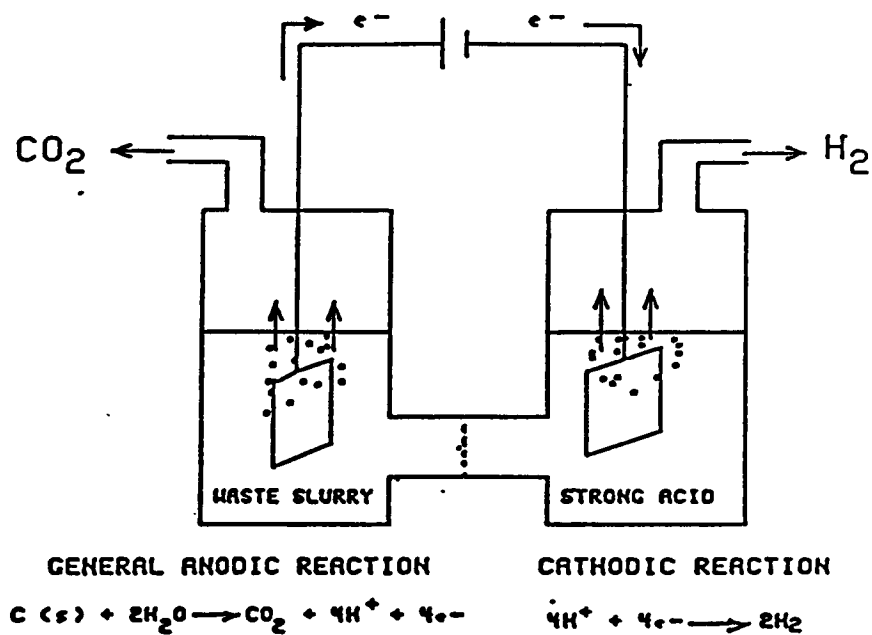 e- e-
CO2 H2
WASTE SLURRY STRONG ACID
GENERAL ANODIC REACTION CATHODIC REACTION
C (s) + 2H2O → CO2 + 4H+ + 4e- 4H+ + 4e- → 2H2